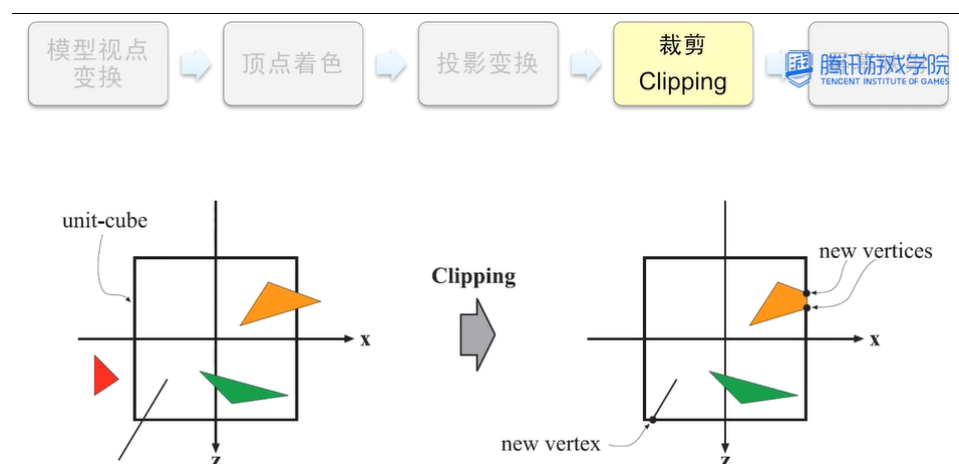 模型视点
变换
顶点着色
投影变换
裁剪
Clipping
腾讯游戏学院
TENCENT INSTITUTE OF GAMES
unit-cube
x
z
Clipping
new vertices
x
new vertex
z